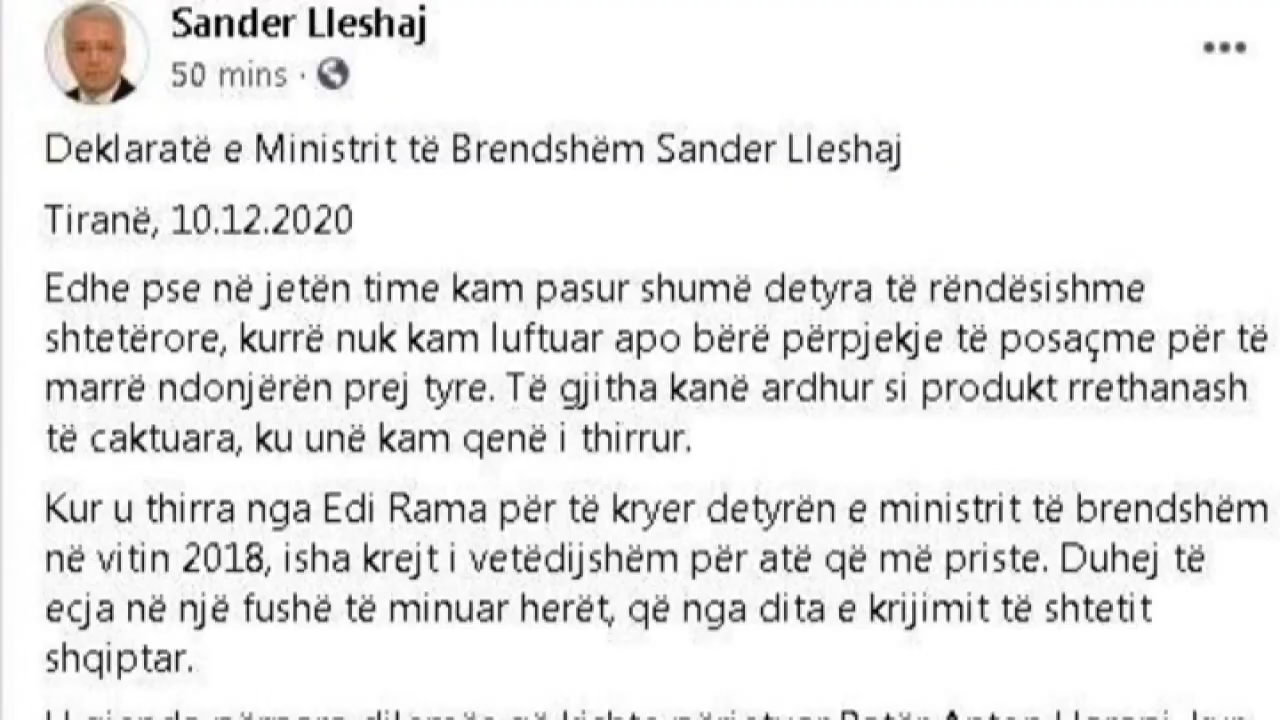 Sander Lleshaj
50 mins ·
Deklaratë e Ministrit të Brendshëm Sander Lleshaj
Tiranë, 10.12.2020
Edhe pse në jetën time kam pasur shumë detyra të rëndësishme
shtetërore, kurrë nuk kam luftuar apo bërë përpjekje të posaçme për të
marrë ndonjërën prej tyre. Të gjitha kanë ardhur si produkt rrethanash
të caktuara, ku unë kam qenë i thirrur.
Kur u thirra nga Edi Rama për të kryer detyrën e ministrit të brendshëm
në vitin 2018, isha krejt i vetëdijshëm për atë që më priste. Duhej të
ecja në një fushë të minuar herët, që nga dita e krijimit të shtetit
shqiptar.